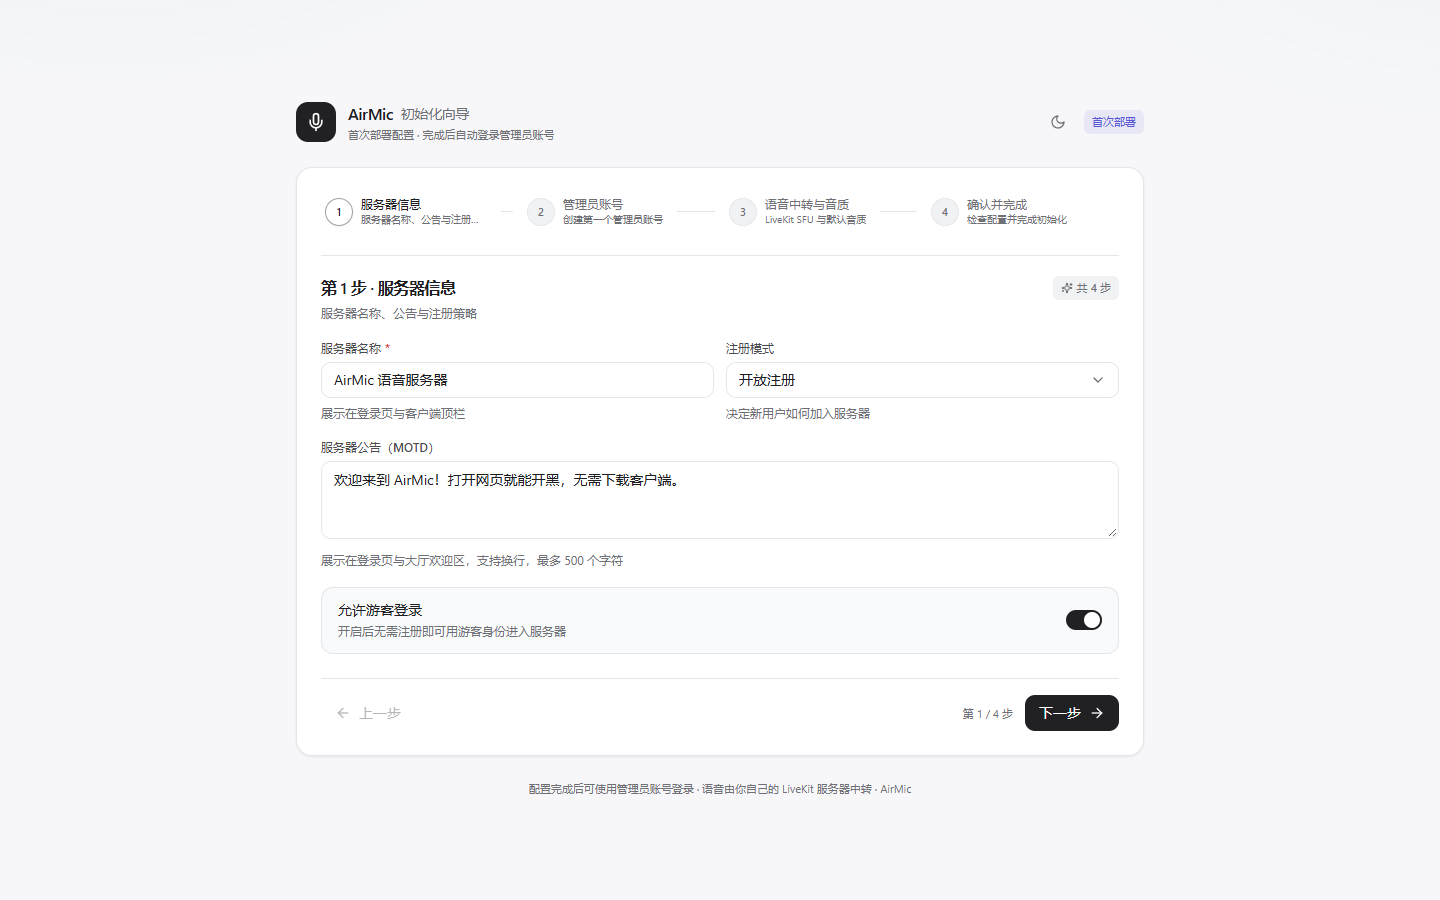 AirMic 初始化向导
首次部署配置 · 完成后自动登录管理员账号
首次部署
1
服务器信息
服务器名称、公告与注册...
2
管理员账号
创建第一个管理员账号
3
语音中转与音质
LiveKit SFU 与默认音质
4
确认并完成
检查配置并完成初始化
第 1 步 · 服务器信息
共 4 步
服务器名称、公告与注册策略
服务器名称 *
注册模式
AirMic 语音服务器
开放注册
展示在登录页与客户端顶栏
决定新用户如何加入服务器
服务器公告（MOTD）
欢迎来到 AirMic！打开网页就能开黑，无需下载客户端。
展示在登录页与大厅欢迎区，支持换行，最多 500 个字符
允许游客登录
开启后无需注册即可用游客身份进入服务器
上一步
第 1 / 4 步
下一步
配置完成后可使用管理员账号登录 · 语音由你自己的 LiveKit 服务器中转 · AirMic